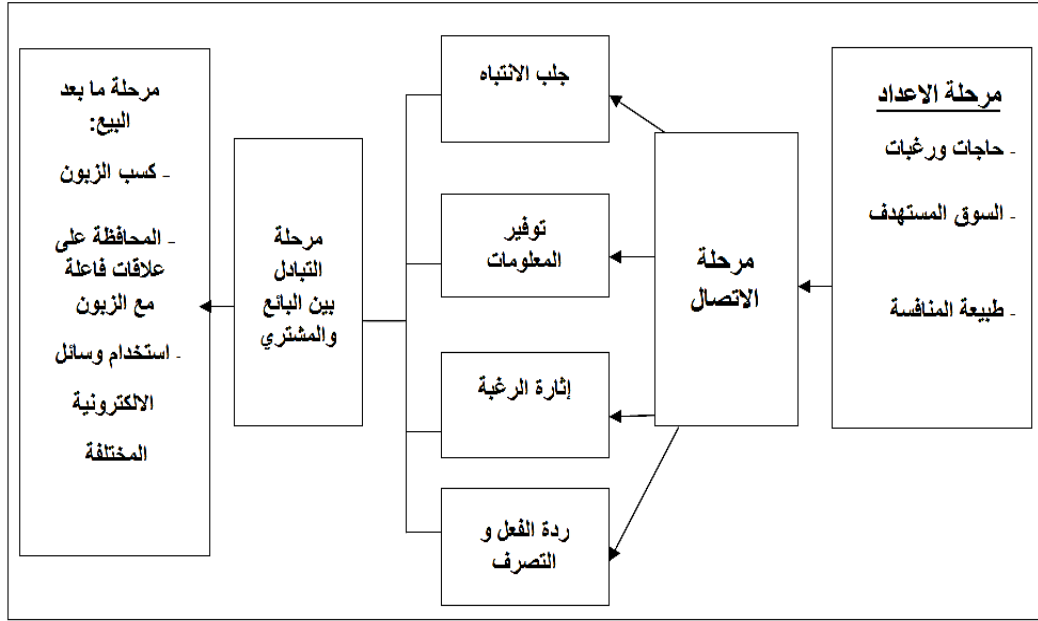 مرحلة الاعداد
- حاجات ورغبات
- السوق المستهدف
- طبيعة المنافسة
مرحلة
الاتصال
جلب الانتباه
توفير
المعلومات
إثارة الرغبة
ردة الفعل و
التصرف
مرحلة
التبادل
بين البائع
والمشتري
مرحلة ما بعد
البيع:
- كسب الزبون
- المحافظة على
علاقات فاعلة
مع الزبون
- استخدام وسائل
الالكترونية
المختلفة